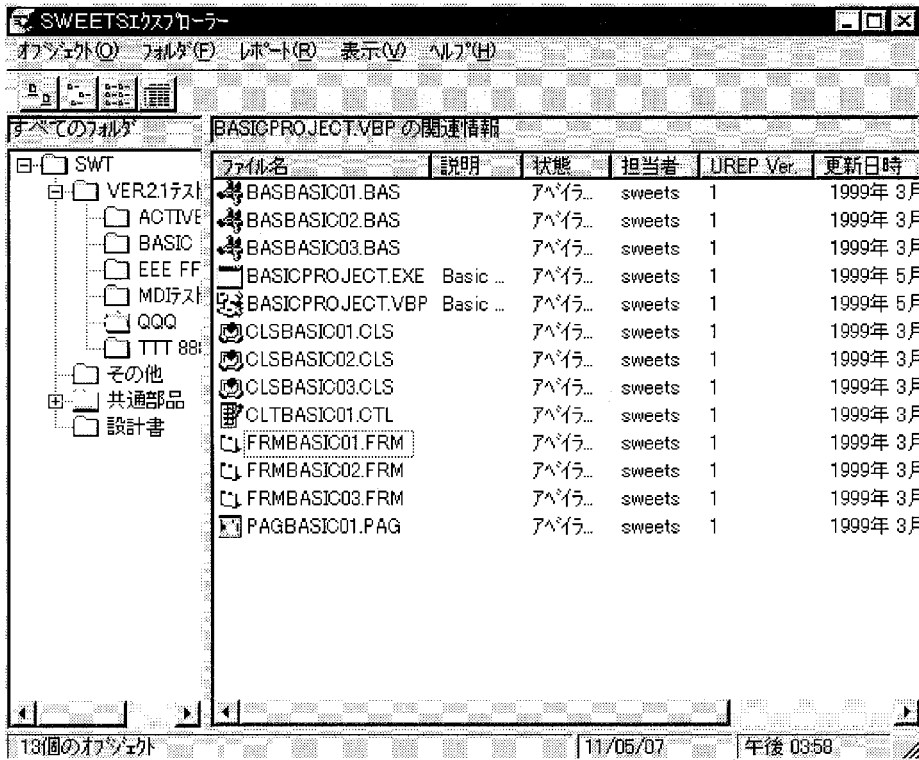 SWEETSｴｸｽﾌﾟﾛｰﾗｰ
ｵﾌﾞｼﾞｪｸﾄ(O) ﾌｫﾙﾀﾞ(F) ﾚﾎﾟｰﾄ(R) 表示(V) ﾍﾙﾌﾟ(H)
すべてのﾌｫﾙﾀﾞ
SWT
VER2.1ﾃｽﾄ
ACTIVE
BASIC
EEE FF
MDIﾃｽﾄ
QQQ
TTT 88
その他
共通部品
設計書
BASICPROJECT.VBP の関連情報
ファイル名 説明 状態 担当者 UREP Ver. 更新日時
BASBASIC01.BAS ｱﾍﾞｲﾗ... sweets 1 1999年 3月
BASBASIC02.BAS ｱﾍﾞｲﾗ... sweets 1 1999年 3月
BASBASIC03.BAS ｱﾍﾞｲﾗ... sweets 1 1999年 3月
BASICPROJECT.EXE Basic ... ｱﾍﾞｲﾗ... sweets 1 1999年 5月
BASICPROJECT.VBP Basic ... ｱﾍﾞｲﾗ... sweets 1 1999年 5月
CLSBASIC01.CLS ｱﾍﾞｲﾗ... sweets 1 1999年 3月
CLSBASIC02.CLS ｱﾍﾞｲﾗ... sweets 1 1999年 3月
CLSBASIC03.CLS ｱﾍﾞｲﾗ... sweets 1 1999年 3月
CLTBASIC01.CTL ｱﾍﾞｲﾗ... sweets 1 1999年 3月
FRMBASIC01.FRM ｱﾍﾞｲﾗ... sweets 1 1999年 3月
FRMBASIC02.FRM ｱﾍﾞｲﾗ... sweets 1 1999年 3月
FRMBASIC03.FRM ｱﾍﾞｲﾗ... sweets 1 1999年 3月
PAGBASIC01.PAG ｱﾍﾞｲﾗ... sweets 1 1999年 3月
13個のｵﾌﾞｼﾞｪｸﾄ 11/05/07 午後 03:58